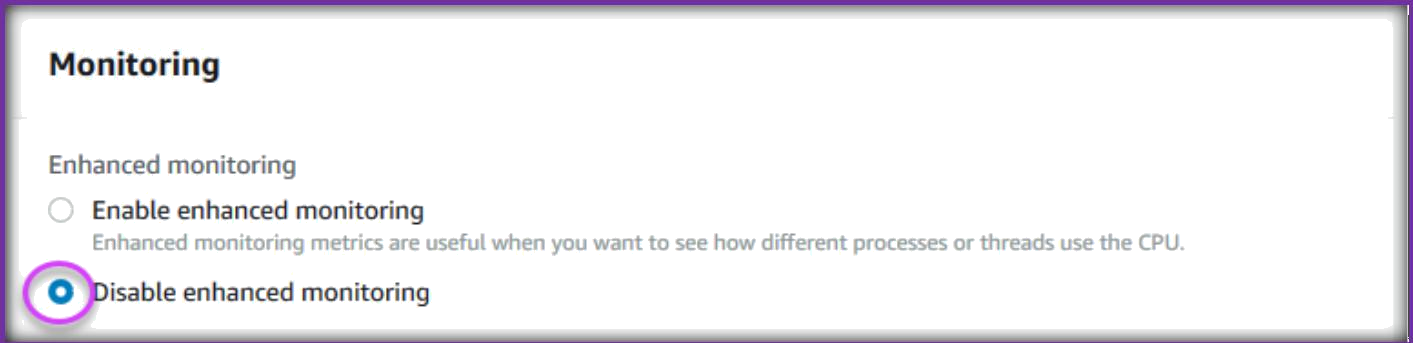 Monitoring
Enhanced monitoring
Enable enhanced monitoring
Enhanced monitoring metrics are useful when you want to see how different processes or threads use the CPU.
Disable enhanced monitoring